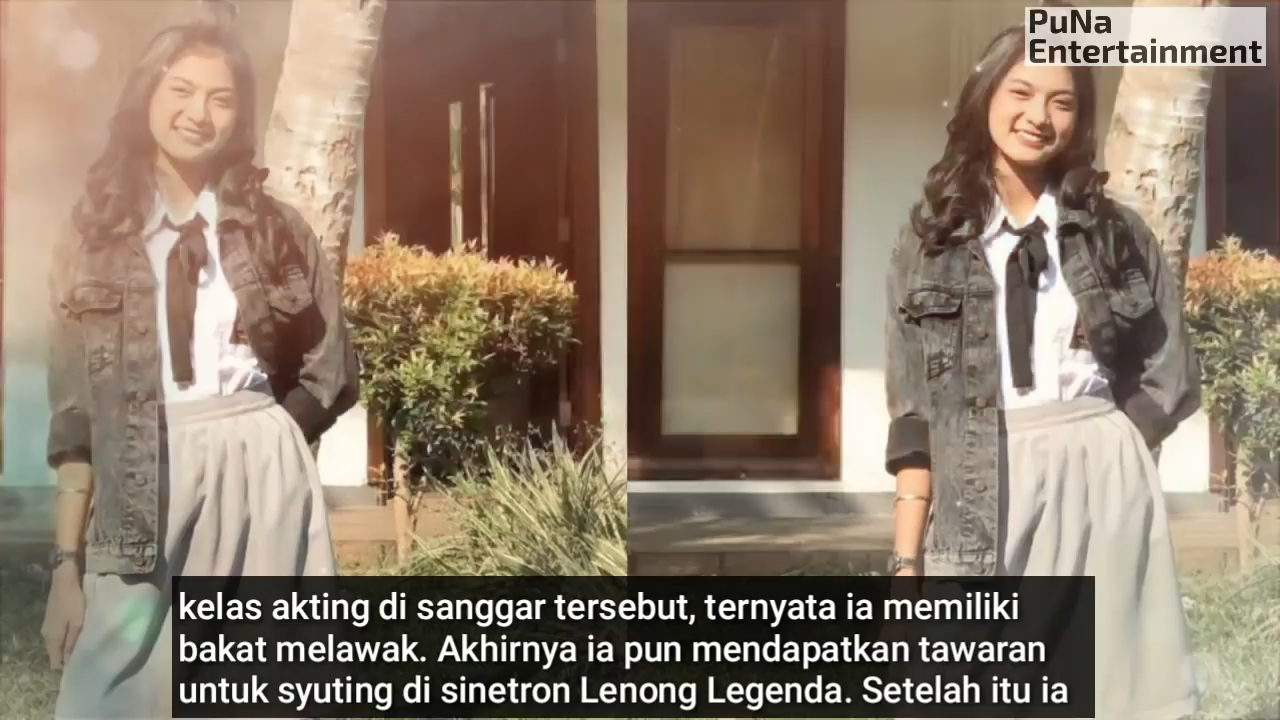 PuNa
Entertainment
kelas akting di sanggar tersebut, ternyata ia memiliki
bakat melawak. Akhirnya ia pun mendapatkan tawaran
untuk syuting di sinetron Lenong Legenda. Setelah itu ia